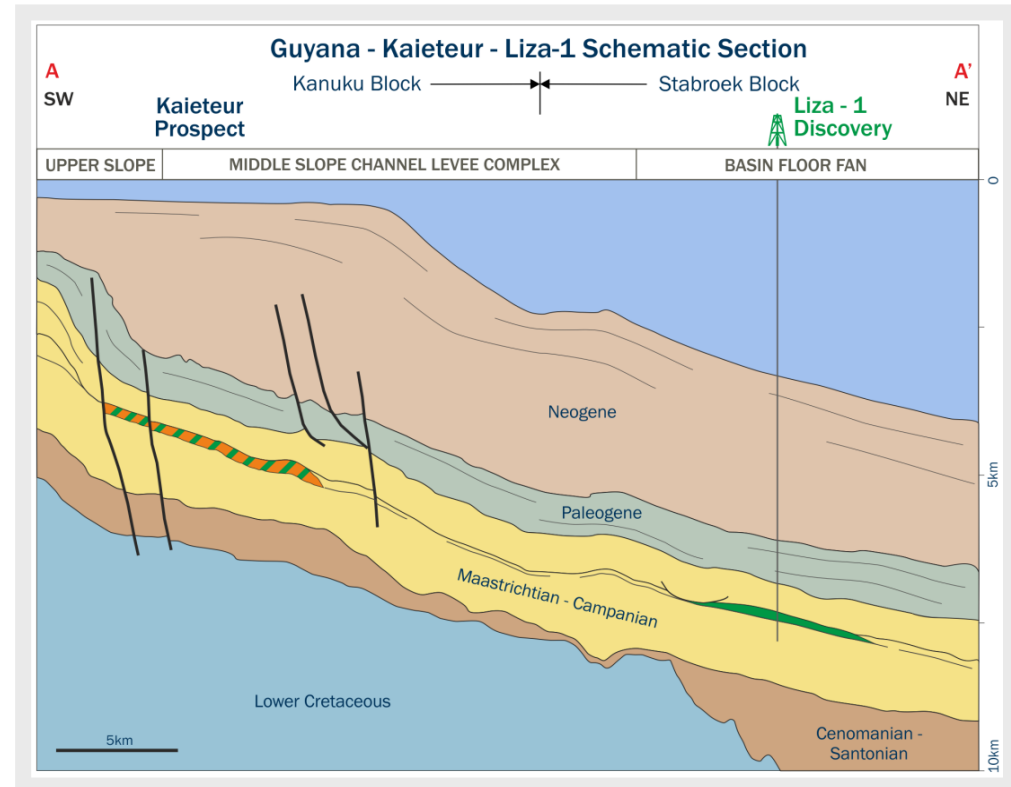 Guyana - Kaieteur - Liza-1 Schematic Section
A
A'
Kanuku Block
Stabroek Block
SW
NE
Kaieteur
Prospect
Liza - 1
Discovery
UPPER SLOPE
MIDDLE SLOPE CHANNEL LEVEE COMPLEX
BASIN FLOOR FAN
0
Neogene
5km
Paleogene
Maastrichtian - Campanian
Lower Cretaceous
Cenomanian -
Santonian
5km
10km